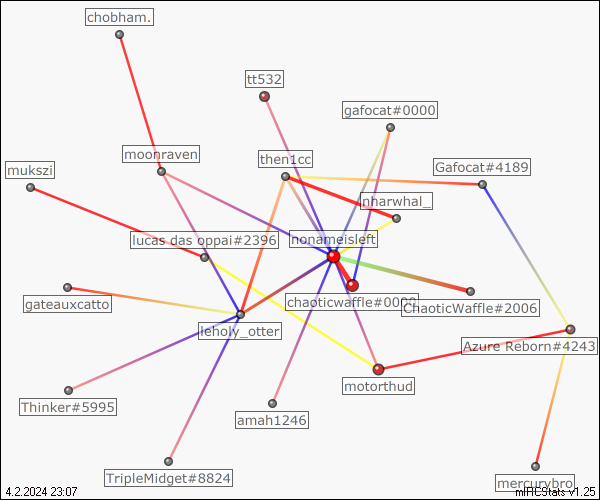 chobham.
tt532
gafocat#0000
moonraven
then1cc
Gafocat#4189
mukszi
nharwhal_
lucas das oppai#2396
nonameisleft
gateauxcatto
chaoticwaffle#0000
ChaoticWaffle#2006
leholy_otter
Azure Reborn#4243
motorthud
Thinker#5995
amah1246
TripleMidget#8824
mercurybro
4.2.2024 23:07
mIRCStats v1.25